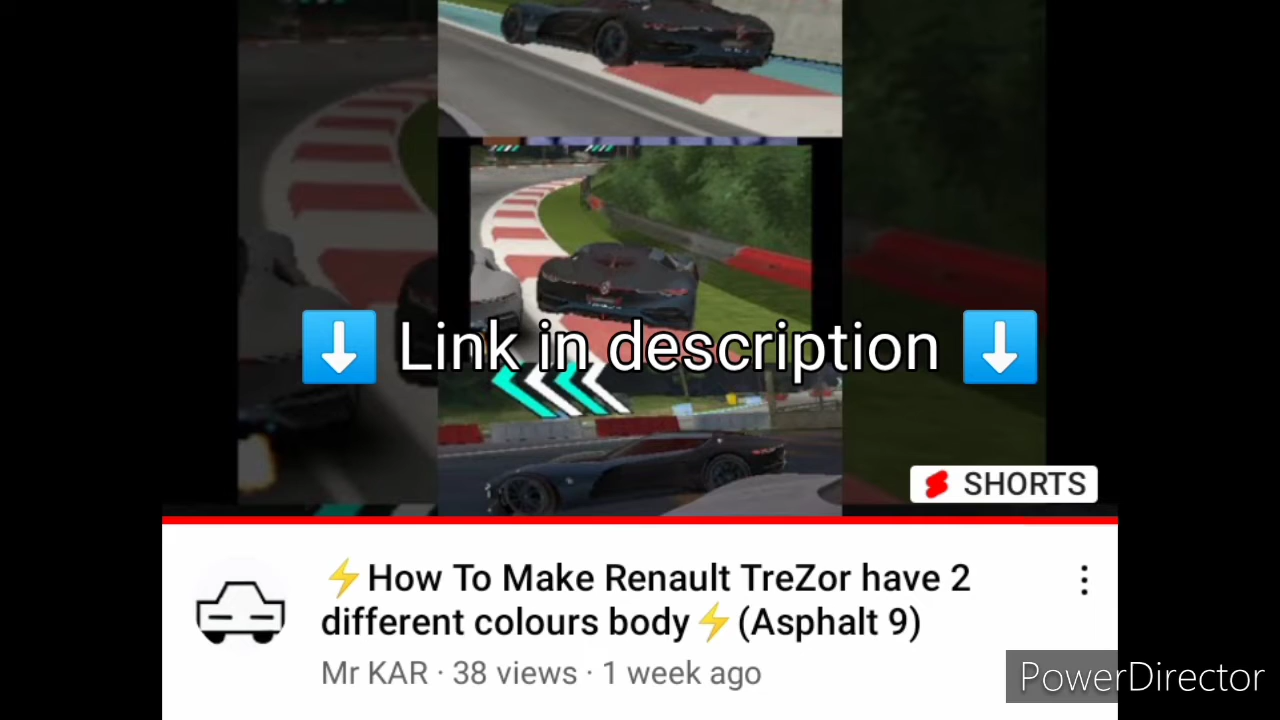 ⬇️ Link in description ⬇️
SHORTS
⚡How To Make Renault TreZor have 2
different colours body⚡(Asphalt 9)
Mr KAR · 38 views · 1 week ago
PowerDirector